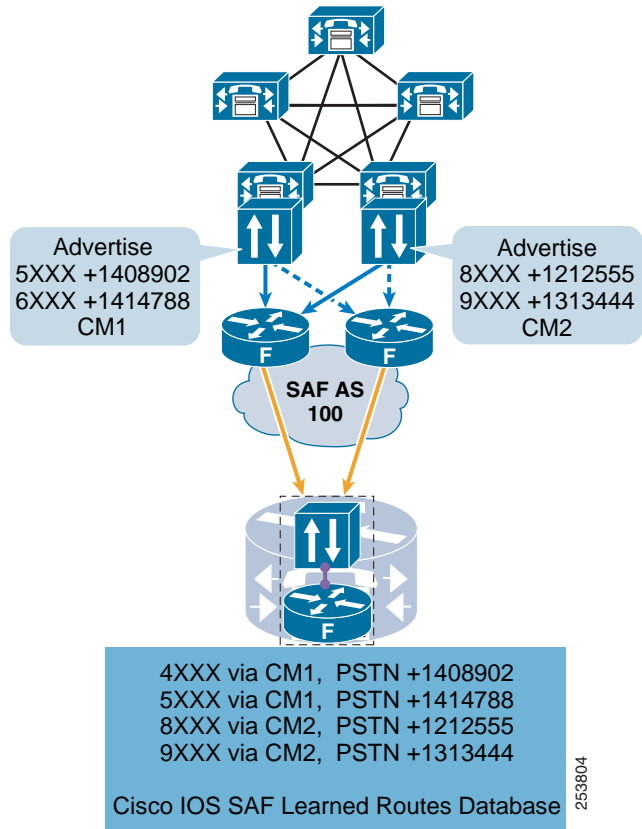 Advertise
5XXX +1408902
6XXX +1414788
CM1
Advertise
8XXX +1212555
9XXX +1313444
CM2
F
F
SAF AS
100
F
4XXX via CM1, PSTN +1408902
5XXX via CM1, PSTN +1414788
8XXX via CM2, PSTN +1212555
9XXX via CM2, PSTN +1313444
Cisco IOS SAF Learned Routes Database
253804